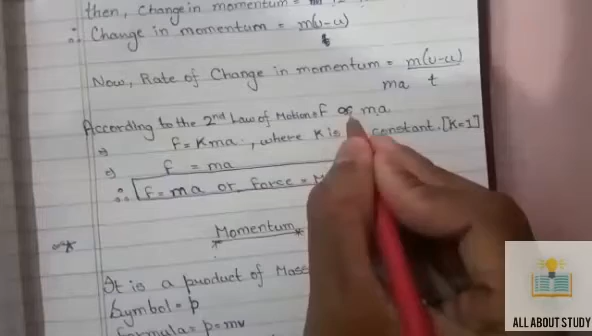 then, Change in momentum =
∴ Change in momentum = m(v-u)
t
Now, Rate of Change in momentum = m(v-u)
ma t
According to the 2nd Law of Motion F ∝ ma
⇒ F = Kma, where K is constant. [K=1]
⇒ F = ma
∴ F = ma or, force =
Momentum
It is a product of Mass
Symbol = p
Formula = p = mv
ALL ABOUT STUDY